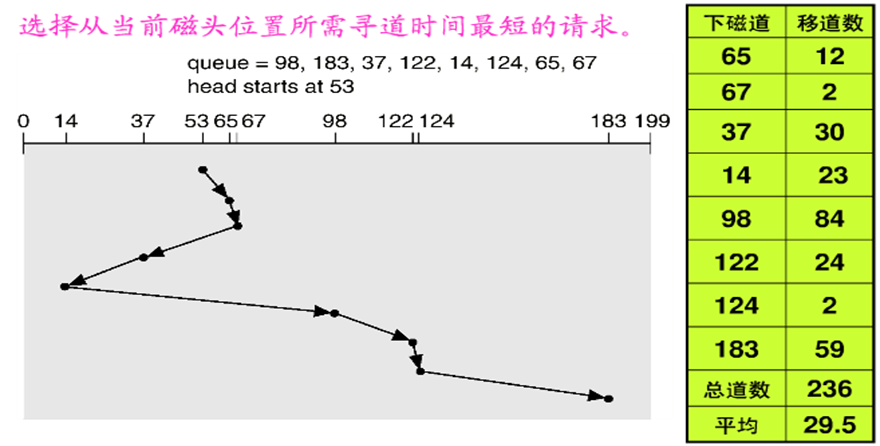 选择从当前磁头位置所需寻道时间最短的请求。
queue = 98, 183, 37, 122, 14, 124, 65, 67
head starts at 53
0 14 37 53 65 67 98 122 124 183 199
下磁道 移道数
65 12
67 2
37 30
14 23
98 84
122 24
124 2
183 59
总道数 236
平均 29.5